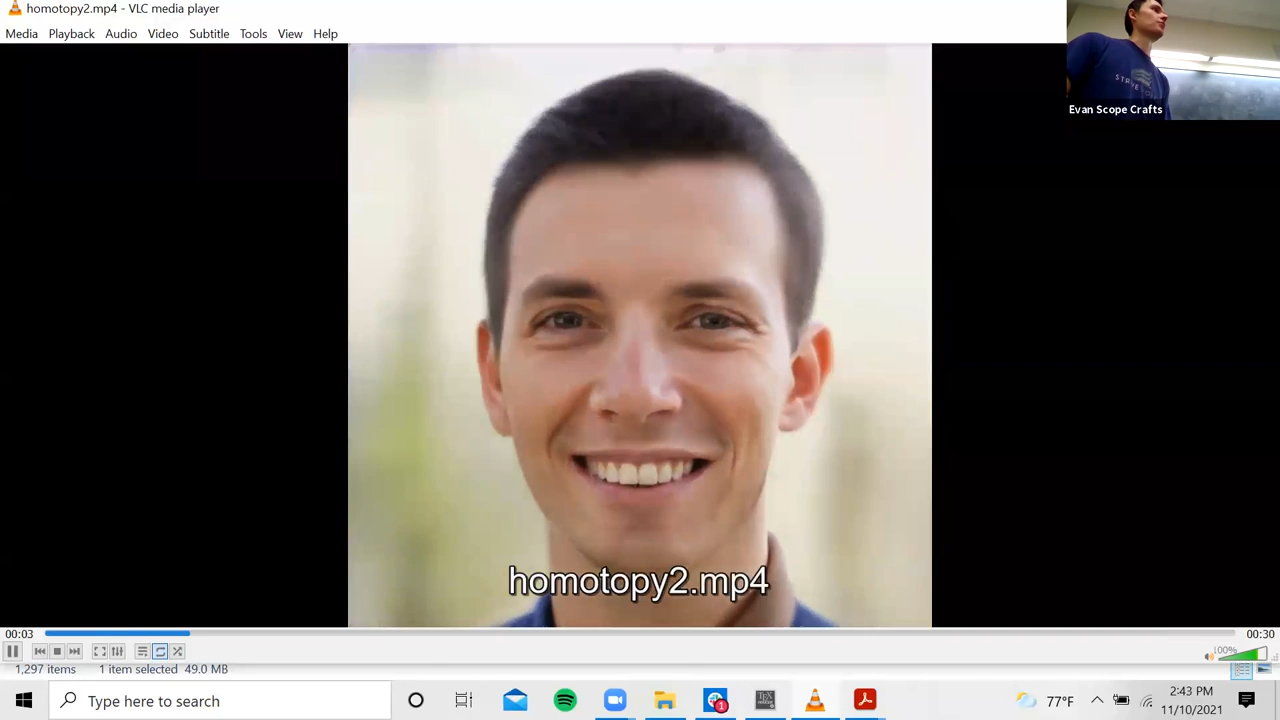 homotopy2.mp4 - VLC media player
Media Playback Audio Video Subtitle Tools View Help
Evan Scope Crafts
homotopy2.mp4
00:03
00:30
100%
1,297 items 1 item selected 49.0 MB
Type here to search
1
77°F
2:43 PM
11/10/2021